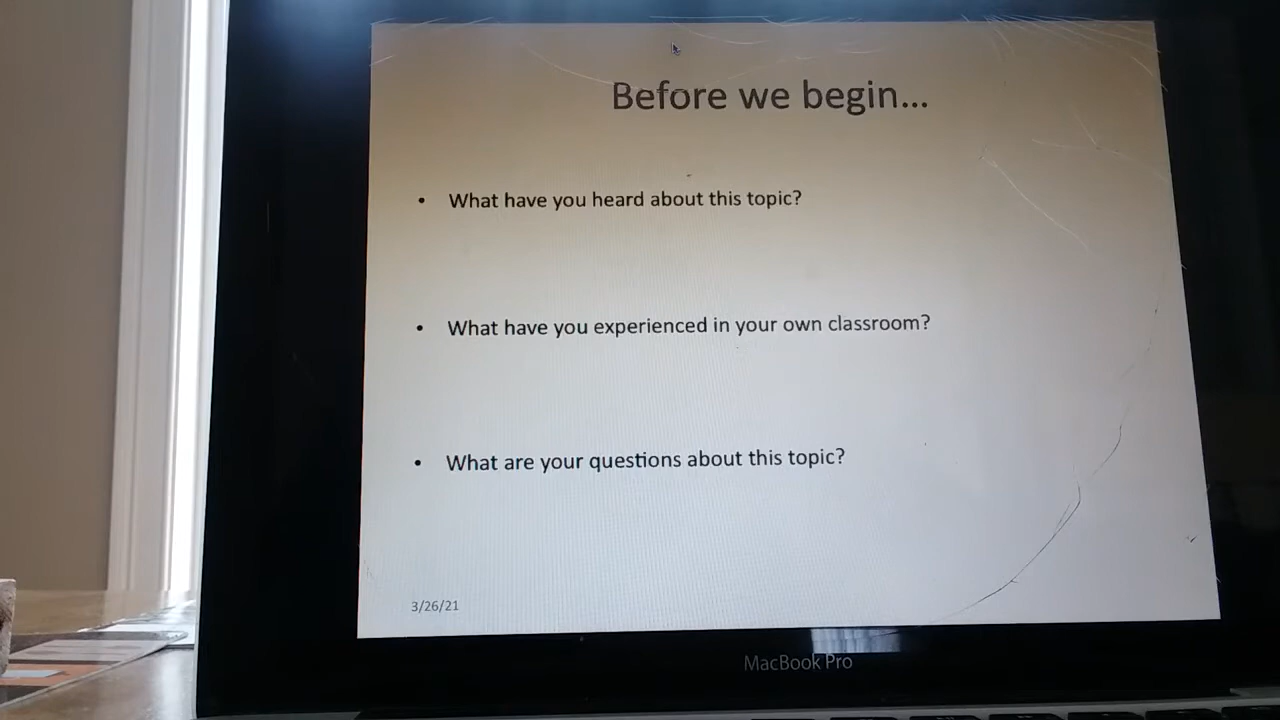 Before we begin...
• What have you heard about this topic?
• What have you experienced in your own classroom?
• What are your questions about this topic?
3/26/21
MacBook Pro